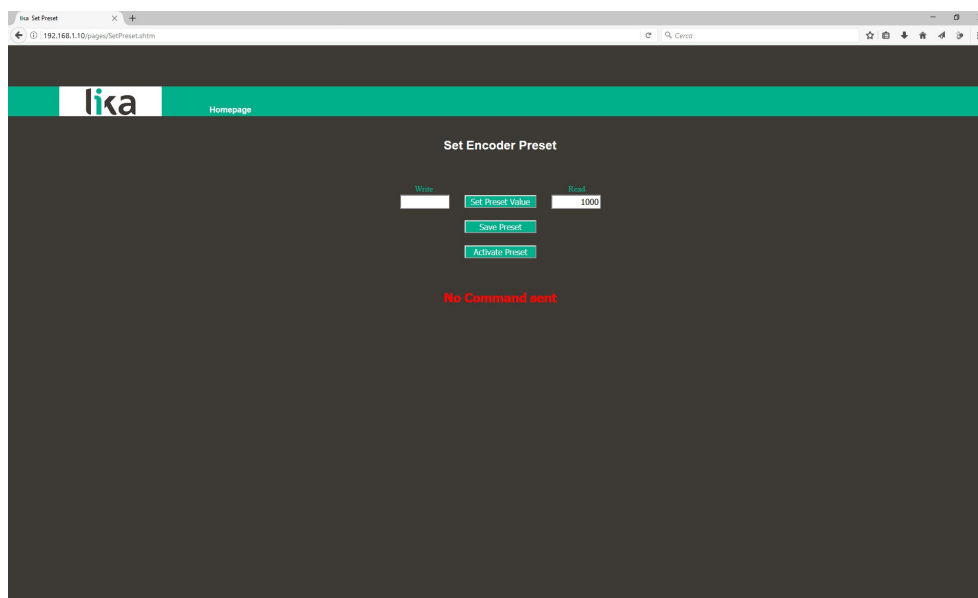 lika Set Preset
192.168.1.10/pages/SetPreset.shtm
Cerca
lika
Homepage
Set Encoder Preset
Write Read
Set Preset Value 1000
Save Preset
Activate Preset
No Command sent